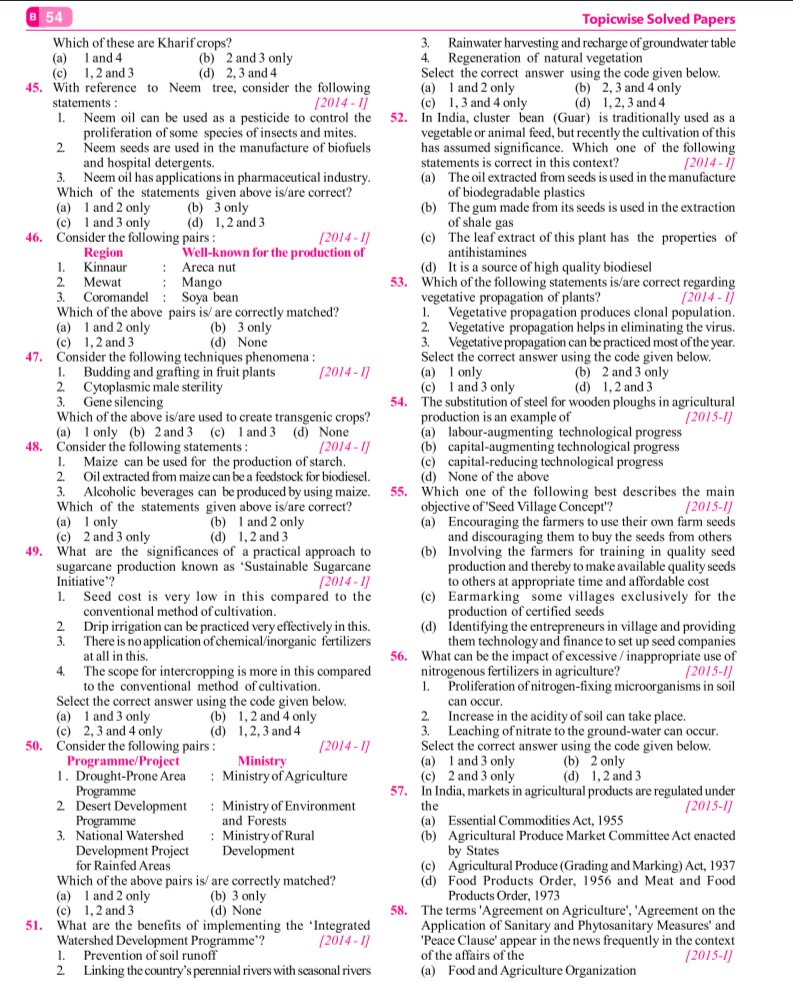 B 54
Topicwise Solved Papers
Which of these are Kharif crops?
(a) 1 and 4 (b) 2 and 3 only
(c) 1, 2 and 3 (d) 2, 3 and 4
45. With reference to Neem tree, consider the following
statements : [2014 - I]
1. Neem oil can be used as a pesticide to control the
proliferation of some species of insects and mites.
2. Neem seeds are used in the manufacture of biofuels
and hospital detergents.
3. Neem oil has applications in pharmaceutical industry.
Which of the statements given above is/are correct?
(a) 1 and 2 only (b) 3 only
(c) 1 and 3 only (d) 1, 2 and 3
46. Consider the following pairs : [2014 - I]
Region Well-known for the production of
1. Kinnaur : Areca nut
2. Mewat : Mango
3. Coromandel : Soya bean
Which of the above pairs is/ are correctly matched?
(a) 1 and 2 only (b) 3 only
(c) 1, 2 and 3 (d) None
47. Consider the following techniques phenomena :
1. Budding and grafting in fruit plants [2014 - I]
2. Cytoplasmic male sterility
3. Gene silencing
Which of the above is/are used to create transgenic crops?
(a) 1 only (b) 2 and 3 (c) 1 and 3 (d) None
48. Consider the following statements : [2014 - I]
1. Maize can be used for the production of starch.
2. Oil extracted from maize can be a feedstock for biodiesel.
3. Alcoholic beverages can be produced by using maize.
Which of the statements given above is/are correct?
(a) 1 only (b) 1 and 2 only
(c) 2 and 3 only (d) 1, 2 and 3
49. What are the significances of a practical approach to
sugarcane production known as ‘Sustainable Sugarcane
Initiative’? [2014 - I]
1. Seed cost is very low in this compared to the
conventional method of cultivation.
2. Drip irrigation can be practiced very effectively in this.
3. There is no application of chemical/inorganic fertilizers
at all in this.
4. The scope for intercropping is more in this compared
to the conventional method of cultivation.
Select the correct answer using the code given below.
(a) 1 and 3 only (b) 1, 2 and 4 only
(c) 2, 3 and 4 only (d) 1, 2, 3 and 4
50. Consider the following pairs : [2014 - I]
Programme/Project Ministry
1. Drought-Prone Area : Ministry of Agriculture
Programme
2. Desert Development : Ministry of Environment
Programme and Forests
3. National Watershed : Ministry of Rural
Development Project Development
for Rainfed Areas
Which of the above pairs is/ are correctly matched?
(a) 1 and 2 only (b) 3 only
(c) 1, 2 and 3 (d) None
51. What are the benefits of implementing the ‘Integrated
Watershed Development Programme’? [2014 - I]
1. Prevention of soil runoff
2. Linking the country’s perennial rivers with seasonal rivers
3. Rainwater harvesting and recharge of groundwater table
4. Regeneration of natural vegetation
Select the correct answer using the code given below.
(a) 1 and 2 only (b) 2, 3 and 4 only
(c) 1, 3 and 4 only (d) 1, 2, 3 and 4
52. In India, cluster bean (Guar) is traditionally used as a
vegetable or animal feed, but recently the cultivation of this
has assumed significance. Which one of the following
statements is correct in this context? [2014 - I]
(a) The oil extracted from seeds is used in the manufacture
of biodegradable plastics
(b) The gum made from its seeds is used in the extraction
of shale gas
(c) The leaf extract of this plant has the properties of
antihistamines
(d) It is a source of high quality biodiesel
53. Which of the following statements is/are correct regarding
vegetative propagation of plants? [2014 - I]
1. Vegetative propagation produces clonal population.
2. Vegetative propagation helps in eliminating the virus.
3. Vegetative propagation can be practiced most of the year.
Select the correct answer using the code given below.
(a) 1 only (b) 2 and 3 only
(c) 1 and 3 only (d) 1, 2 and 3
54. The substitution of steel for wooden ploughs in agricultural
production is an example of [2015-I]
(a) labour-augmenting technological progress
(b) capital-augmenting technological progress
(c) capital-reducing technological progress
(d) None of the above
55. Which one of the following best describes the main
objective of 'Seed Village Concept'? [2015-I]
(a) Encouraging the farmers to use their own farm seeds
and discouraging them to buy the seeds from others
(b) Involving the farmers for training in quality seed
production and thereby to make available quality seeds
to others at appropriate time and affordable cost
(c) Earmarking some villages exclusively for the
production of certified seeds
(d) Identifying the entrepreneurs in village and providing
them technology and finance to set up seed companies
56. What can be the impact of excessive / inappropriate use of
nitrogenous fertilizers in agriculture? [2015-I]
1. Proliferation of nitrogen-fixing microorganisms in soil
can occur.
2. Increase in the acidity of soil can take place.
3. Leaching of nitrate to the ground-water can occur.
Select the correct answer using the code given below.
(a) 1 and 3 only (b) 2 only
(c) 2 and 3 only (d) 1, 2 and 3
57. In India, markets in agricultural products are regulated under
the [2015-I]
(a) Essential Commodities Act, 1955
(b) Agricultural Produce Market Committee Act enacted
by States
(c) Agricultural Produce (Grading and Marking) Act, 1937
(d) Food Products Order, 1956 and Meat and Food
Products Order, 1973
58. The terms 'Agreement on Agriculture', 'Agreement on the
Application of Sanitary and Phytosanitary Measures' and
'Peace Clause' appear in the news frequently in the context
of the affairs of the [2015-I]
(a) Food and Agriculture Organization